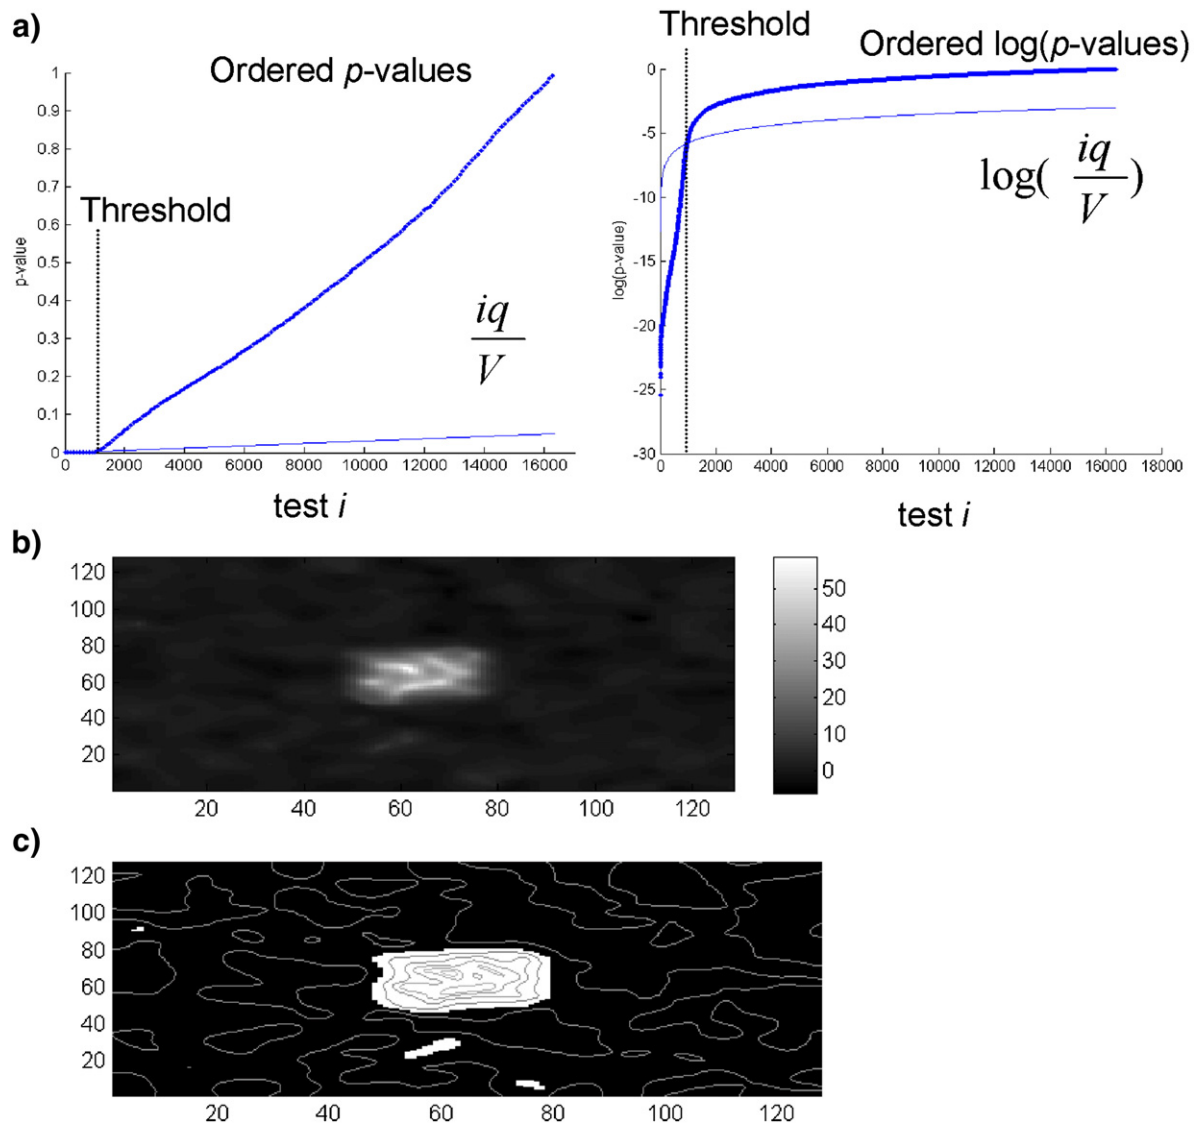 a)
Ordered p-values
Threshold
1
0.9
0.8
0.7
0.6
0.5
0.4
0.3
0.2
0.1
0
p-value
iq
V
0 2000 4000 6000 8000 10000 12000 14000 16000
test i
Threshold
Ordered log(p-values)
0
-5
-10
-15
-20
-25
-30
log(p-value)
log( iq )
V
0 2000 4000 6000 8000 10000 12000 14000 16000 18000
test i
b)
120
100
80
60
40
20
20 40 60 80 100 120
50
40
30
20
10
0
c)
120
100
80
60
40
20
20 40 60 80 100 120